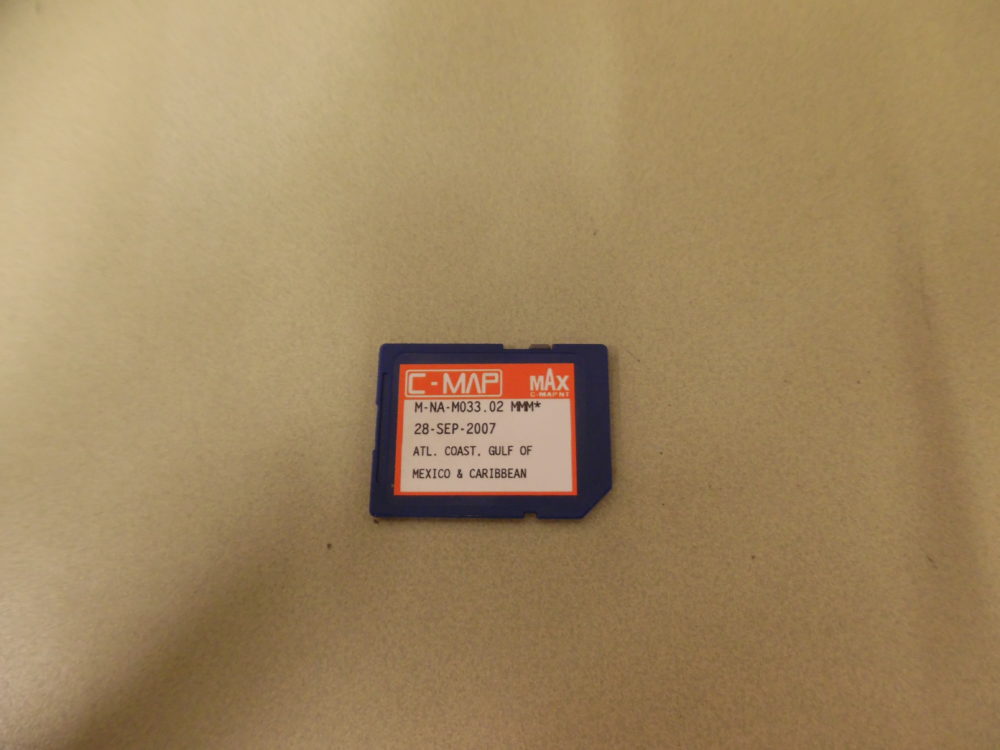 C-MAP MAX
C-MAP NT
M-NA-M033.02 MMM*
28-SEP-2007
ATL. COAST, GULF OF
MEXICO & CARIBBEAN